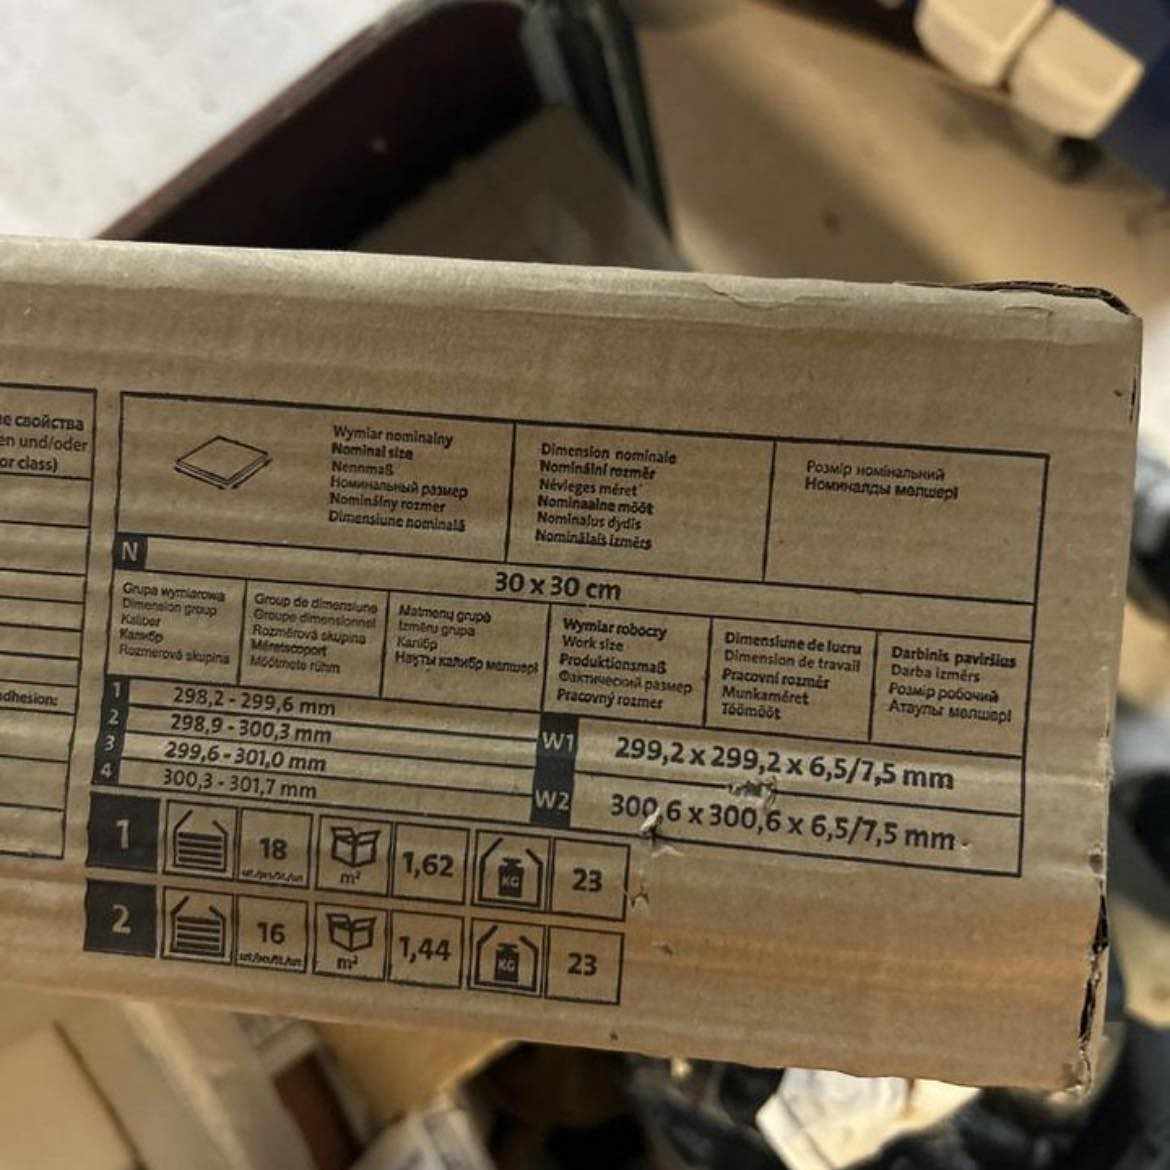 е свойства
en und/oder
or class)
dhesion:
Wymiar nominalny
Nominal size
Nennmaß
Номинальный размер
Nominálny rozmer
Dimensiune nominală
Dimension nominale
Nominální rozměr
Névleges méret
Nominaalne mõõt
Nominalus dydis
Nominālais izmērs
Розмір номінальний
Номиналды мөлшері
N
30 x 30 cm
Grupa wymiarowa
Dimension group
Kaliber
Калибр
Rozmerová skupina
Group de dimensiune
Groupe dimensionnel
Rozměrová skupina
Méretcsoport
Mõõtmete rühm
Matmenų grupė
Izmēru grupa
Калібр
Нақты калибр мөлшері
Wymiar roboczy
Work size
Produktionsmaß
Фактический размер
Pracovný rozmer
Dimensiune de lucru
Dimension de travail
Pracovní rozměr
Munkaméret
Töömõõt
Darbinis paviršius
Darba izmērs
Розмір робочий
Атаулы мөлшері
1 298,2 - 299,6 mm
2 298,9 - 300,3 mm
3 299,6 - 301,0 mm
4 300,3 - 301,7 mm
W1 299,2 x 299,2 x 6,5/7,5 mm
W2 300,6 x 300,6 x 6,5/7,5 mm
1 18 m² 1,62 KG 23
2 16 m² 1,44 KG 23